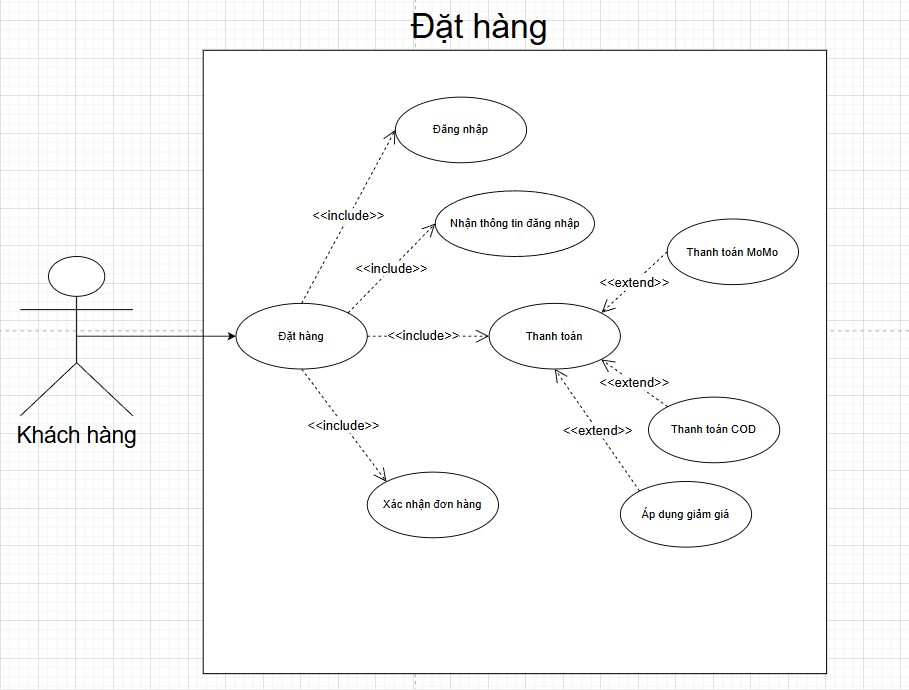 Đặt hàng
Đăng nhập
<<include>>
Nhận thông tin đăng nhập
<<include>>
Thanh toán MoMo
<<extend>>
Đặt hàng
<<include>>
Thanh toán
<<extend>>
Khách hàng
<<include>>
<<extend>>
Thanh toán COD
Xác nhận đơn hàng
Áp dụng giảm giá